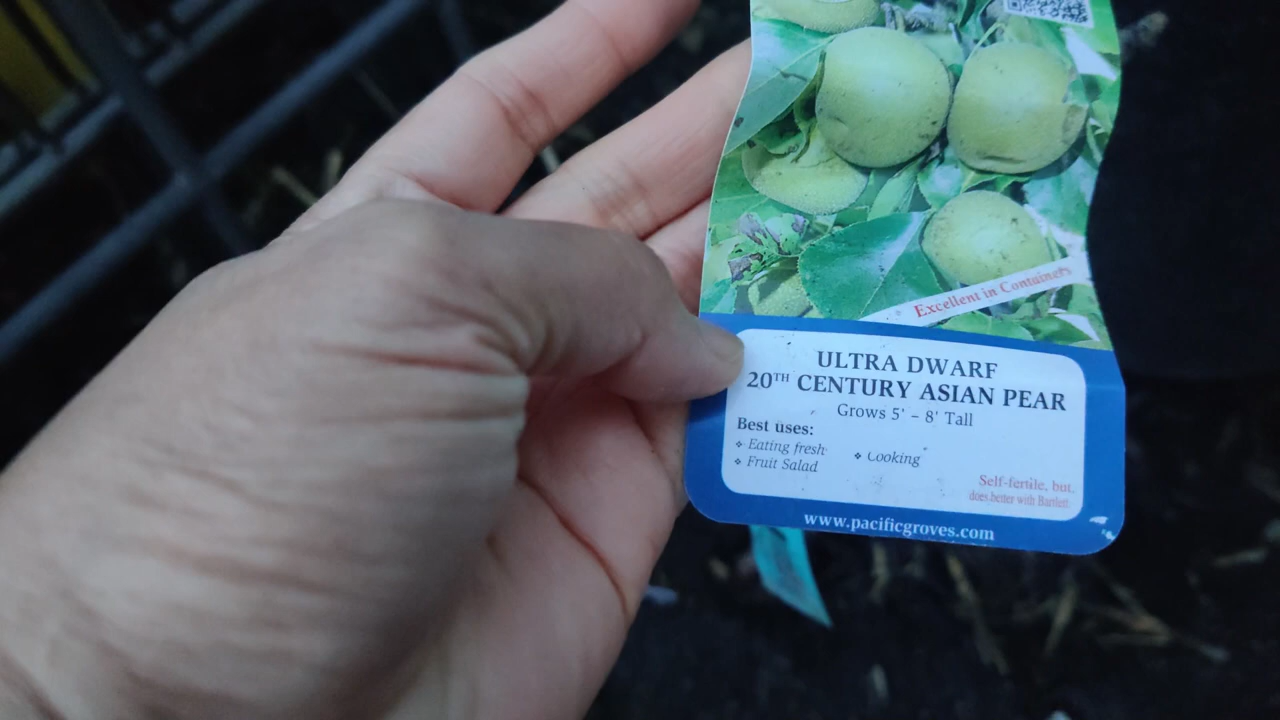 Excellent in Containers
ULTRA DWARF
20TH CENTURY ASIAN PEAR
Grows 5' – 8' Tall
Best uses:
❖ Eating fresh
❖ Cooking
❖ Fruit Salad
Self-fertile, but
does better with Bartlett
www.pacificgroves.com